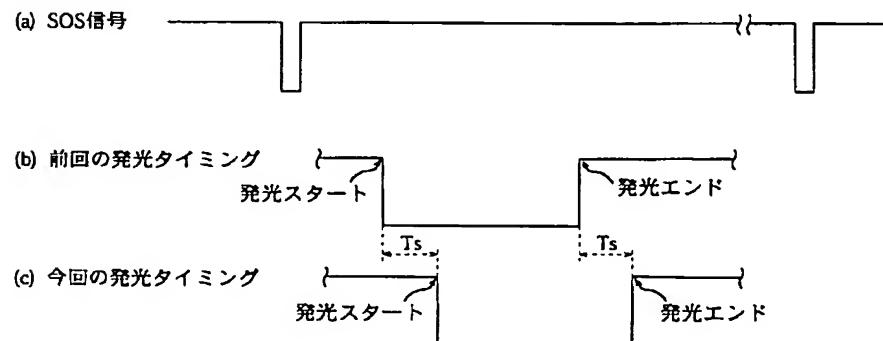 (a) SOS信号
(b) 前回の発光タイミング
発光スタート
発光エンド
Ts
Ts
(c) 今回の発光タイミング
発光スタート
発光エンド